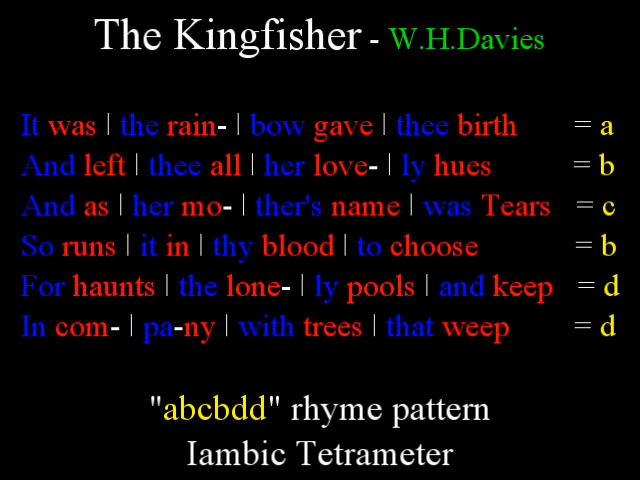 The Kingfisher - W.H.Davies
It was | the rain- | bow gave | thee birth = a
And left | thee all | her love- | ly hues = b
And as | her mo- | ther's name | was Tears = c
So runs | it in | thy blood | to choose = b
For haunts | the lone- | ly pools | and keep = d
In com- | pa-ny | with trees | that weep = d
"abcbdd" rhyme pattern
Iambic Tetrameter